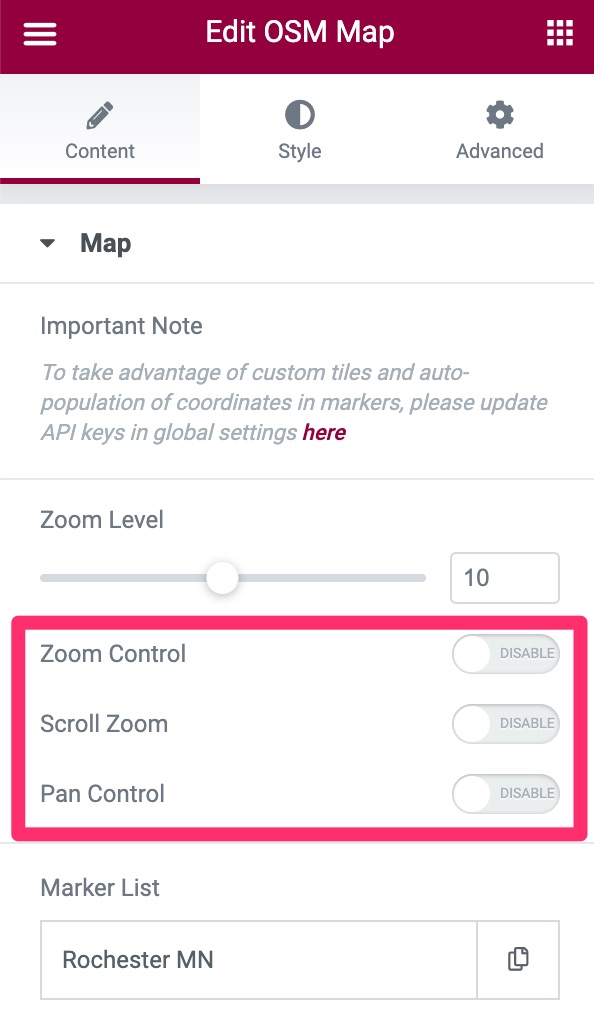 Edit OSM Map
Content
Style
Advanced
Map
Important Note
To take advantage of custom tiles and auto-
population of coordinates in markers, please update
API keys in global settings here
Zoom Level
10
Zoom Control
DISABLE
Scroll Zoom
DISABLE
Pan Control
DISABLE
Marker List
Rochester MN